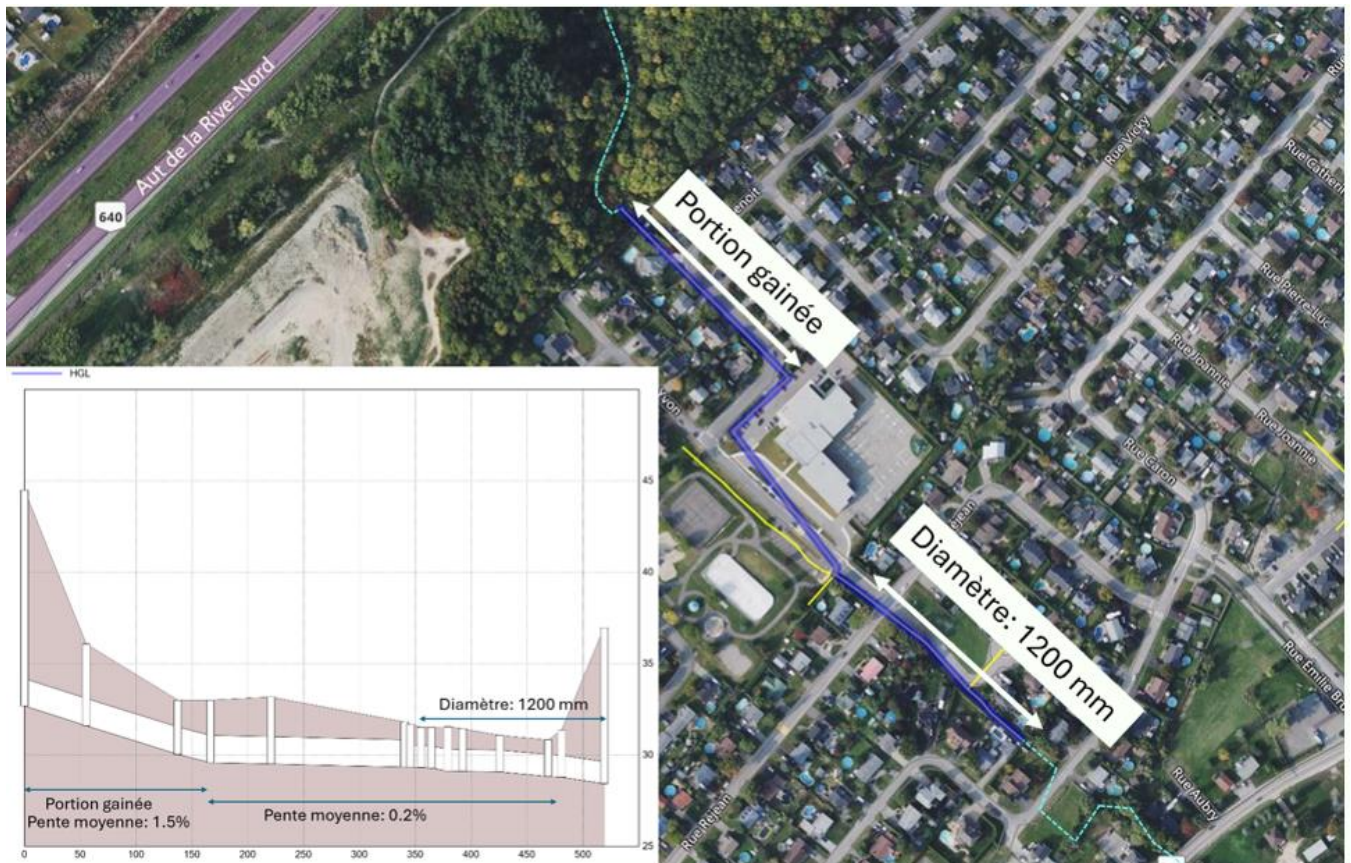 Aut de la Rive-Nord
640
Portion gainée
Rue Vicky
Rue Pierre-Luc
Rue Joannie
Rue Joannie
Rue Caron
Diamètre: 1200 mm
Rue Réjean
Rue Aubry
HGL
45
40
35
30
25
Diamètre: 1200 mm
Portion gainée
Pente moyenne: 1.5%
Pente moyenne: 0.2%
0
50
100
150
200
250
300
350
400
450
500